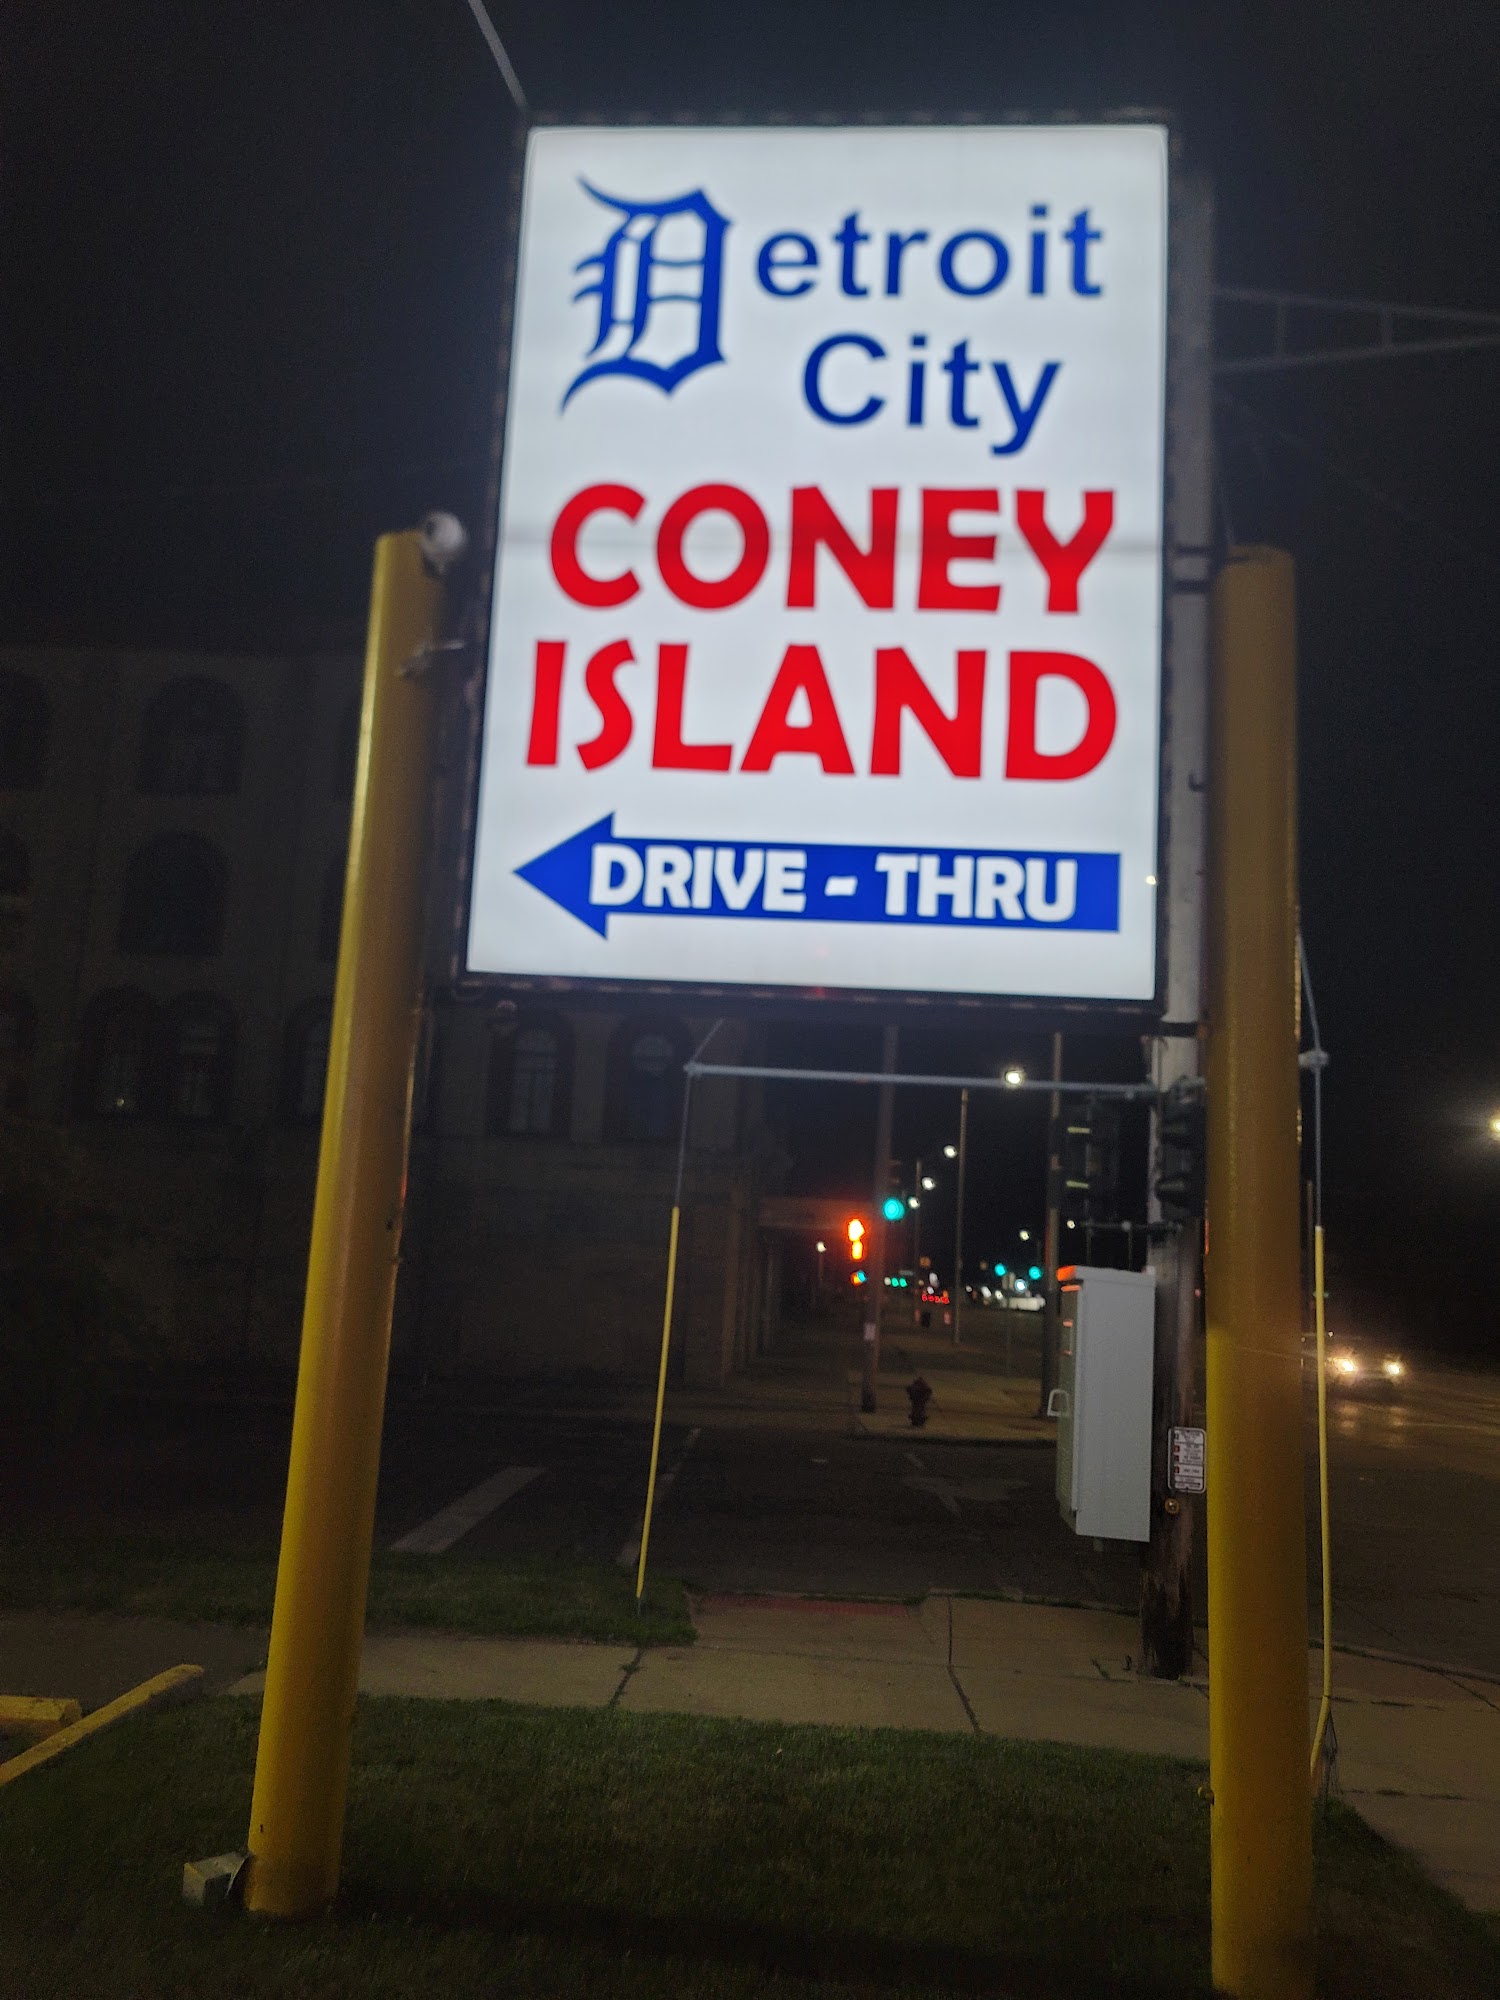 Detroit
City
CONEY
ISLAND
DRIVE - THRU